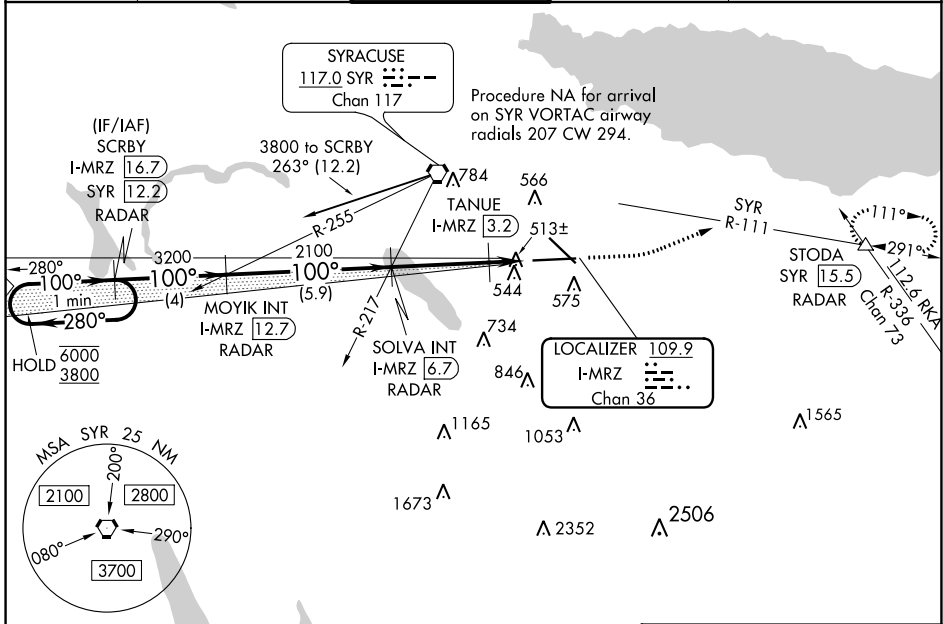 SYRACUSE
117.0 SYR
Chan 117
Procedure NA for arrival
on SYR VORTAC airway
radials 207 CW 294.
(IF/IAF)
SCRBY
I-MRZ 16.7
SYR 12.2
RADAR
3800 to SCRBY
263° (12.2)
784
566
TANUE
I-MRZ 3.2
513±
R-255
SYR
R-111
111°
291°
STODA
SYR 15.5
RADAR
112.6 RKA
R-336
Chan 73
280°
3200
2100
100°
100°
100°
1 min
(4)
(5.9)
280°
544
575
MOYIK INT
I-MRZ 12.7
RADAR
R-217
HOLD 6000
3800
SOLVA INT
I-MRZ 6.7
RADAR
734
846
LOCALIZER 109.9
I-MRZ
Chan 36
1165
1053
1565
MSA SYR 25 NM
200°
2100
2800
080°
290°
3700
1673
2352
2506